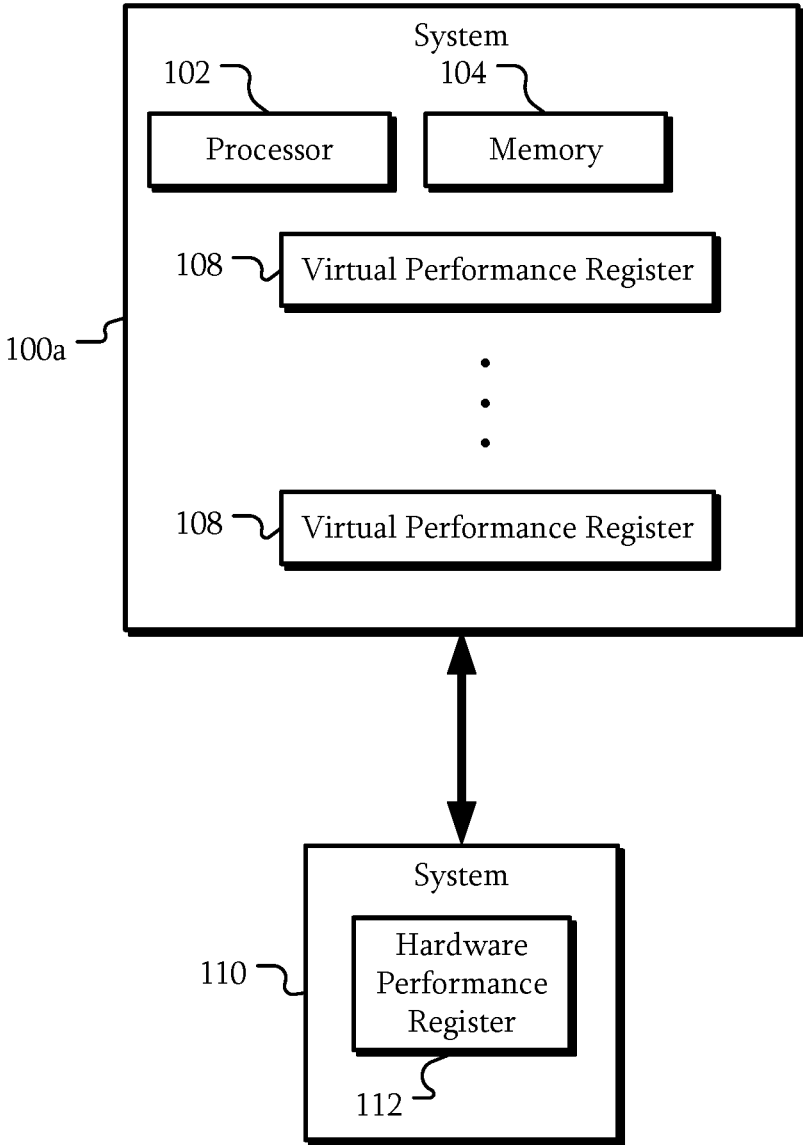 System
102
104
Processor
Memory
108
Virtual Performance Register
100a
108
Virtual Performance Register
System
110
Hardware
Performance
Register
112